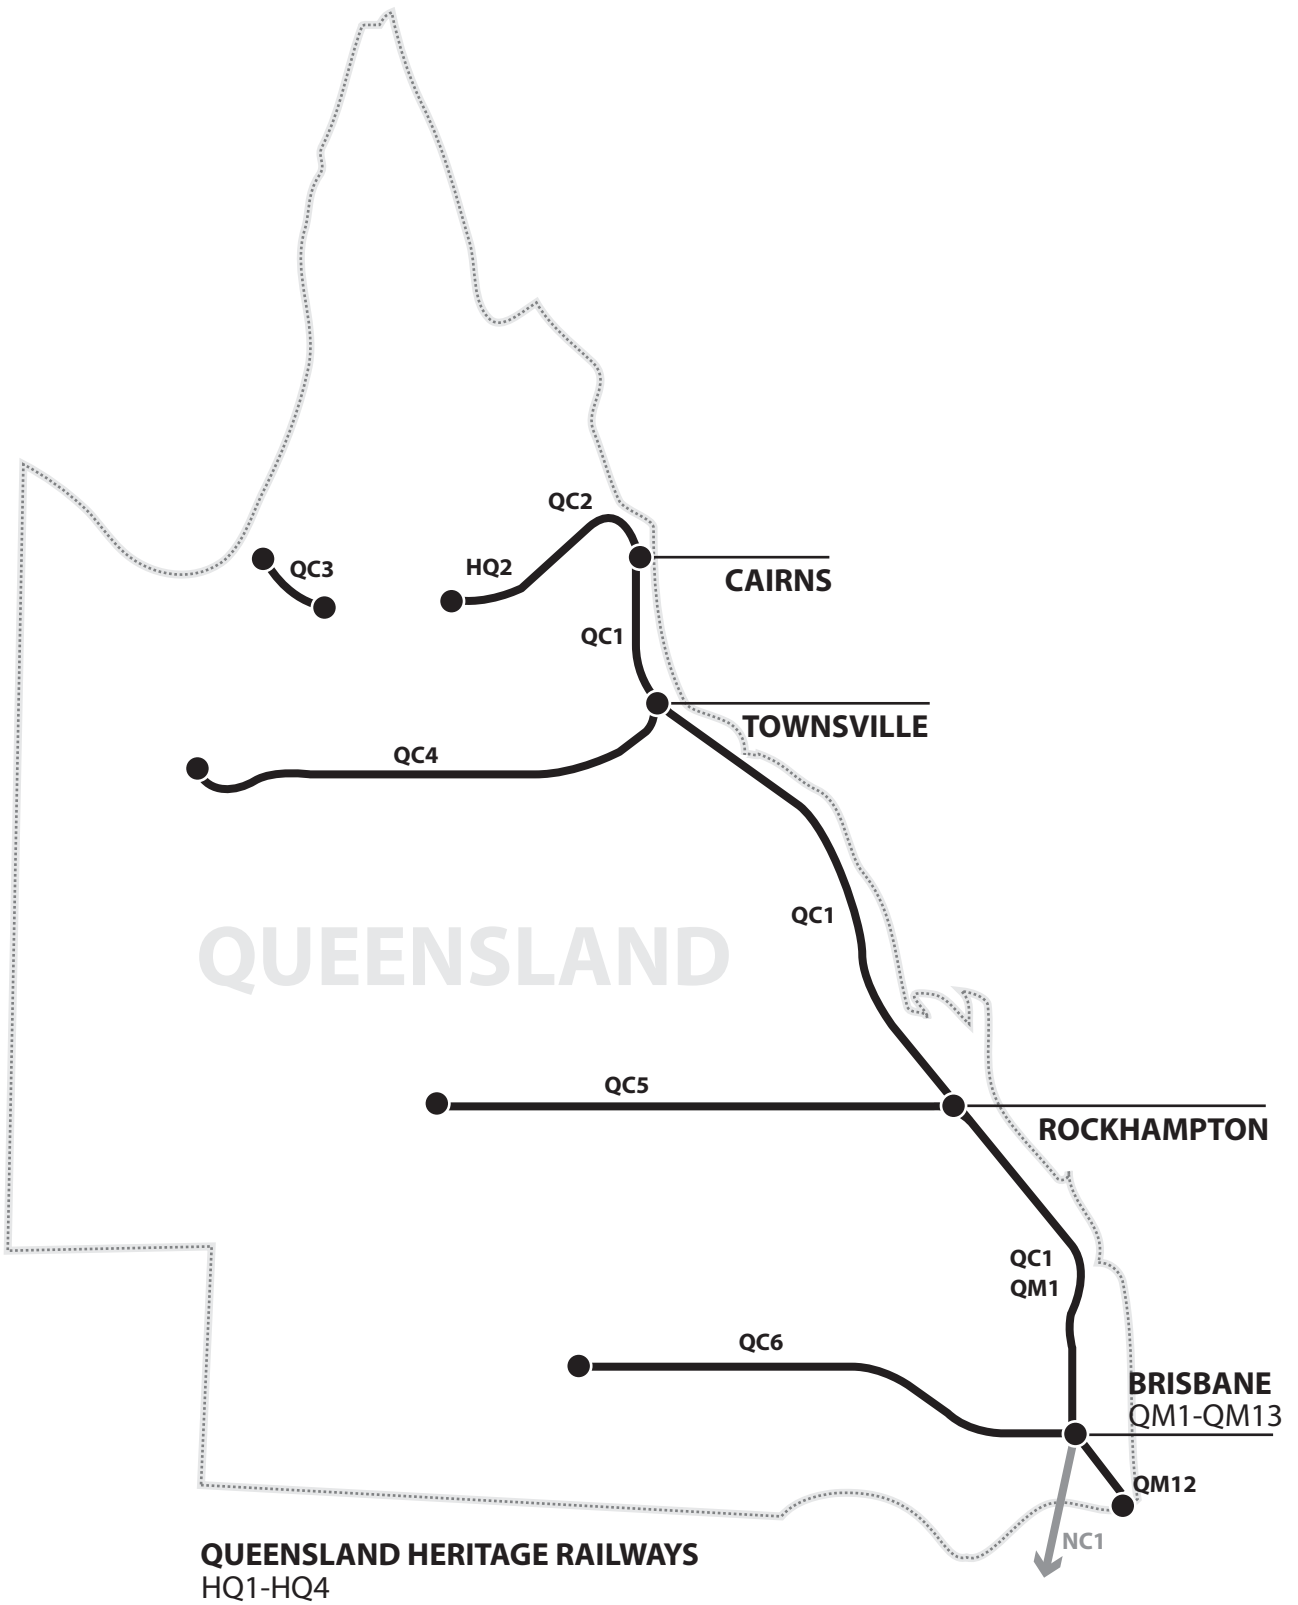 QC2
QC3
HQ2
CAIRNS
QC1
TOWNSVILLE
QC4
QC1
QUEENSLAND
QC5
ROCKHAMPTON
QC1
QM1
QC6
BRISBANE
QM1-QM13
QM12
NC1
QUEENSLAND HERITAGE RAILWAYS
HQ1-HQ4